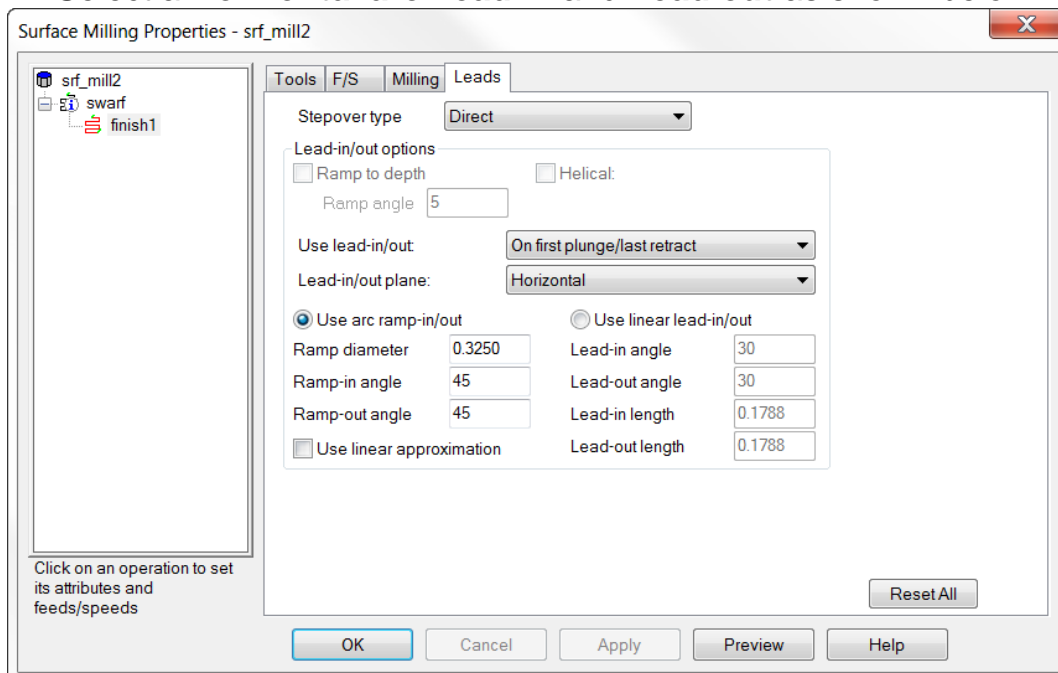 Surface Milling Properties - srf_mill2
X
srf_mill2
swarf
finish1
Click on an operation to set
its attributes and
feeds/speeds
Tools F/S Milling Leads
Stepover type Direct
Lead-in/out options
Ramp to depth Helical:
Ramp angle 5
Use lead-in/out: On first plunge/last retract
Lead-in/out plane: Horizontal
Use arc ramp-in/out Use linear lead-in/out
Ramp diameter 0.3250 Lead-in angle 30
Ramp-in angle 45 Lead-out angle 30
Ramp-out angle 45 Lead-in length 0.1788
Use linear approximation Lead-out length 0.1788
Reset All
OK Cancel Apply Preview Help